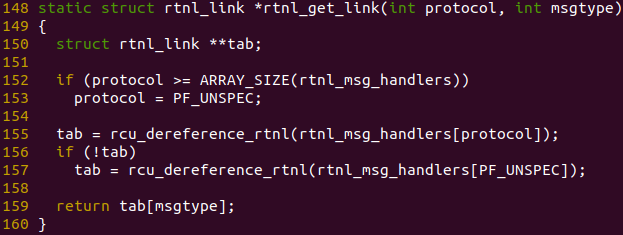 148 static struct rtnl_link *rtnl_get_link(int protocol, int msgtype)
149 {
150   struct rtnl_link **tab;
151
152   if (protocol >= ARRAY_SIZE(rtnl_msg_handlers))
153     protocol = PF_UNSPEC;
154
155   tab = rcu_dereference_rtnl(rtnl_msg_handlers[protocol]);
156   if (!tab)
157     tab = rcu_dereference_rtnl(rtnl_msg_handlers[PF_UNSPEC]);
158
159   return tab[msgtype];
160 }